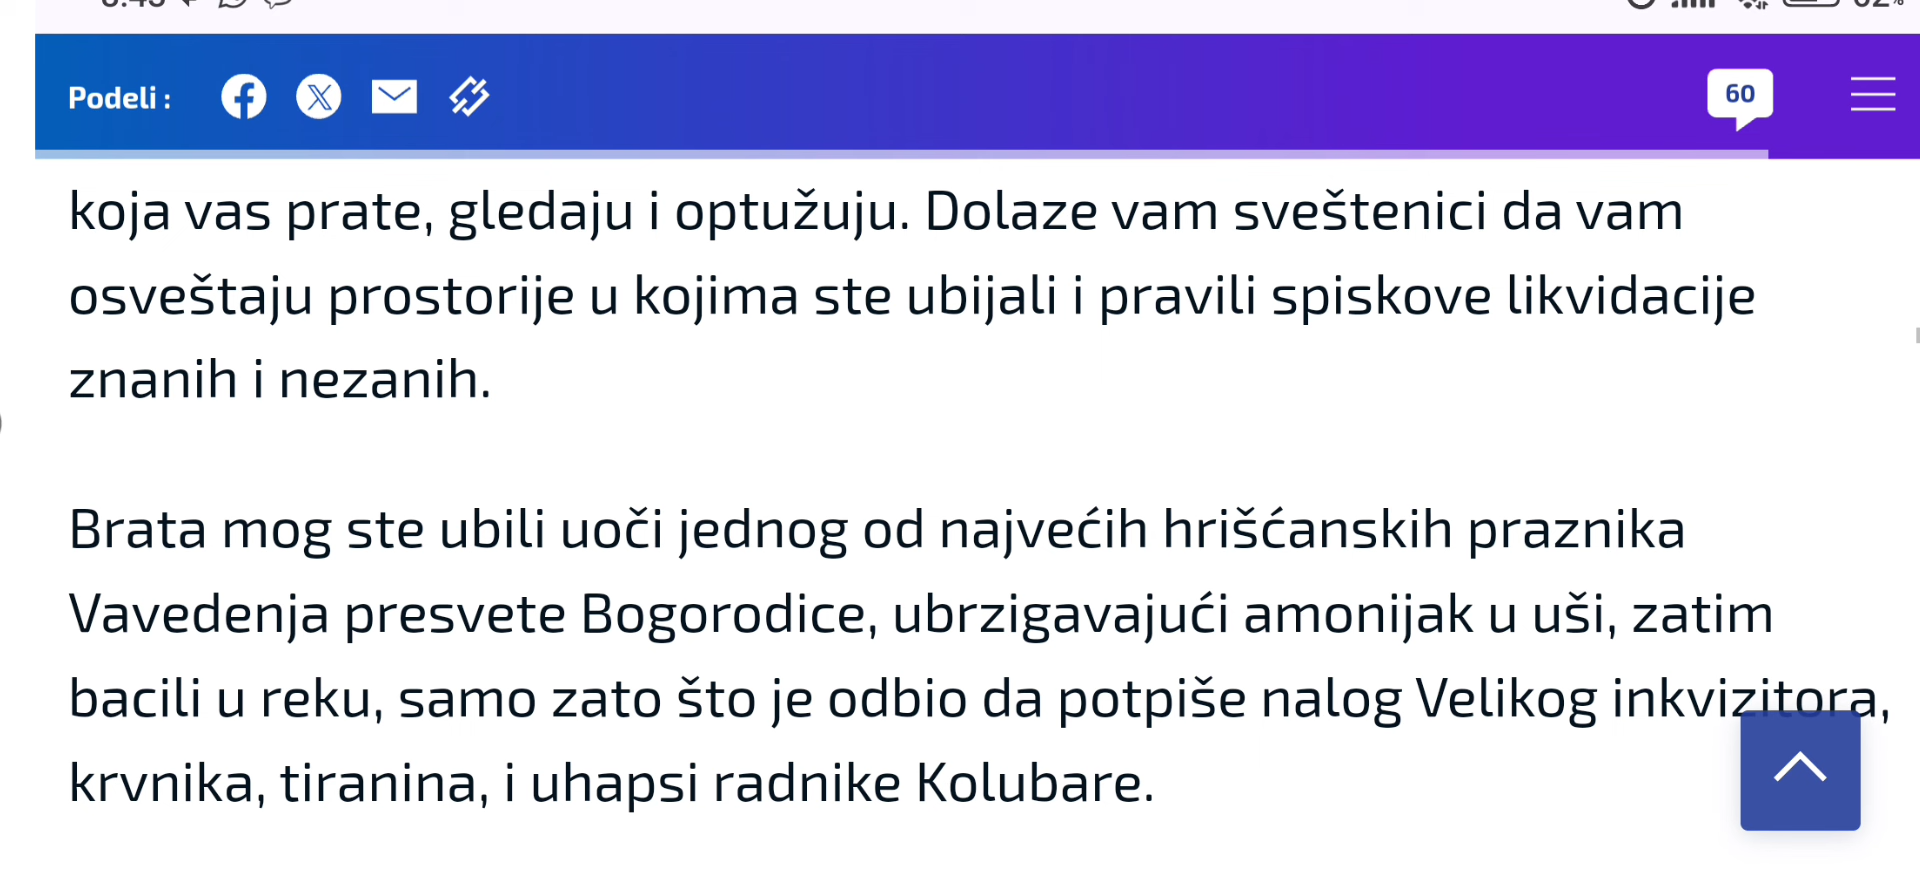 Podeli :
60
koja vas prate, gledaju i optužuju. Dolaze vam sveštenici da vam
osveštaju prostorije u kojima ste ubijali i pravili spiskove likvidacije
znanih i nezanih.
Brata mog ste ubili uoči jednog od najvećih hrišćanskih praznika
Vavedenja presvete Bogorodice, ubrzigavajući amonijak u uši, zatim
bacili u reku, samo zato što je odbio da potpiše nalog Velikog inkvizitora,
krvnika, tiranina, i uhapsi radnike Kolubare.